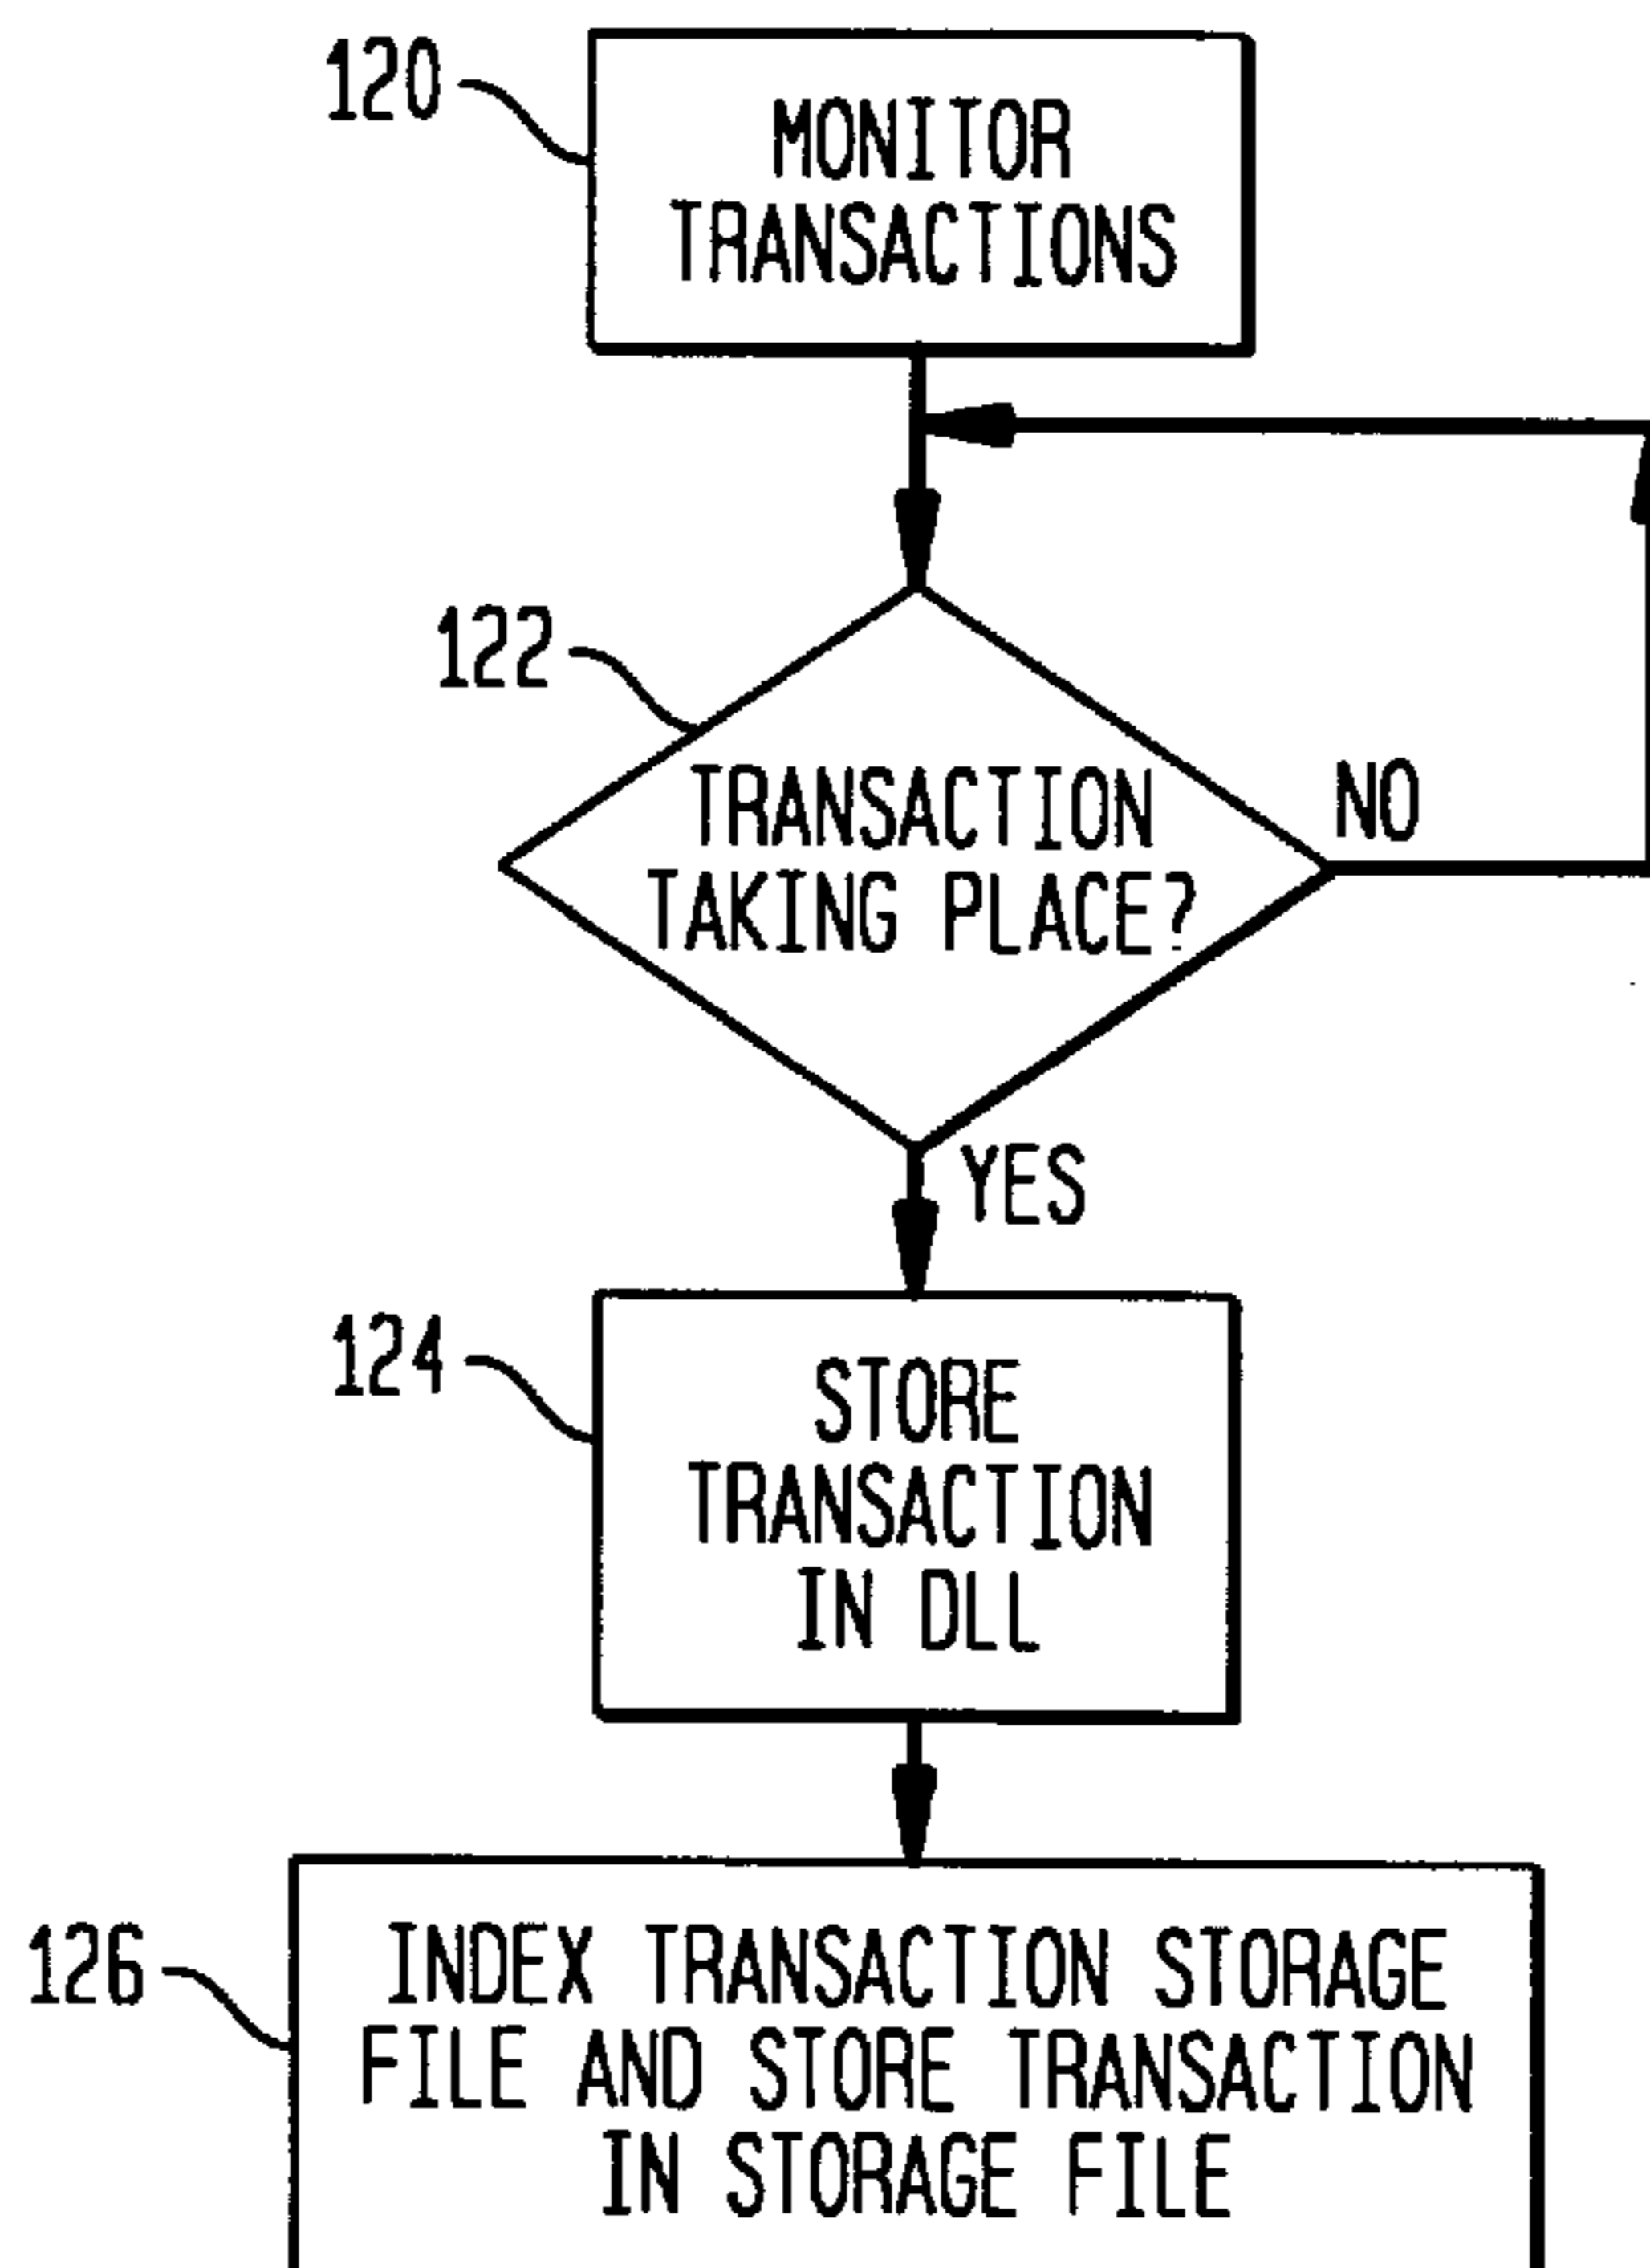 120
MONITOR
TRANSACTIONS
122
TRANSACTION
TAKING PLACE?
NO
YES
124
STORE
TRANSACTION
IN DLL
126
INDEX TRANSACTION STORAGE
FILE AND STORE TRANSACTION
IN STORAGE FILE